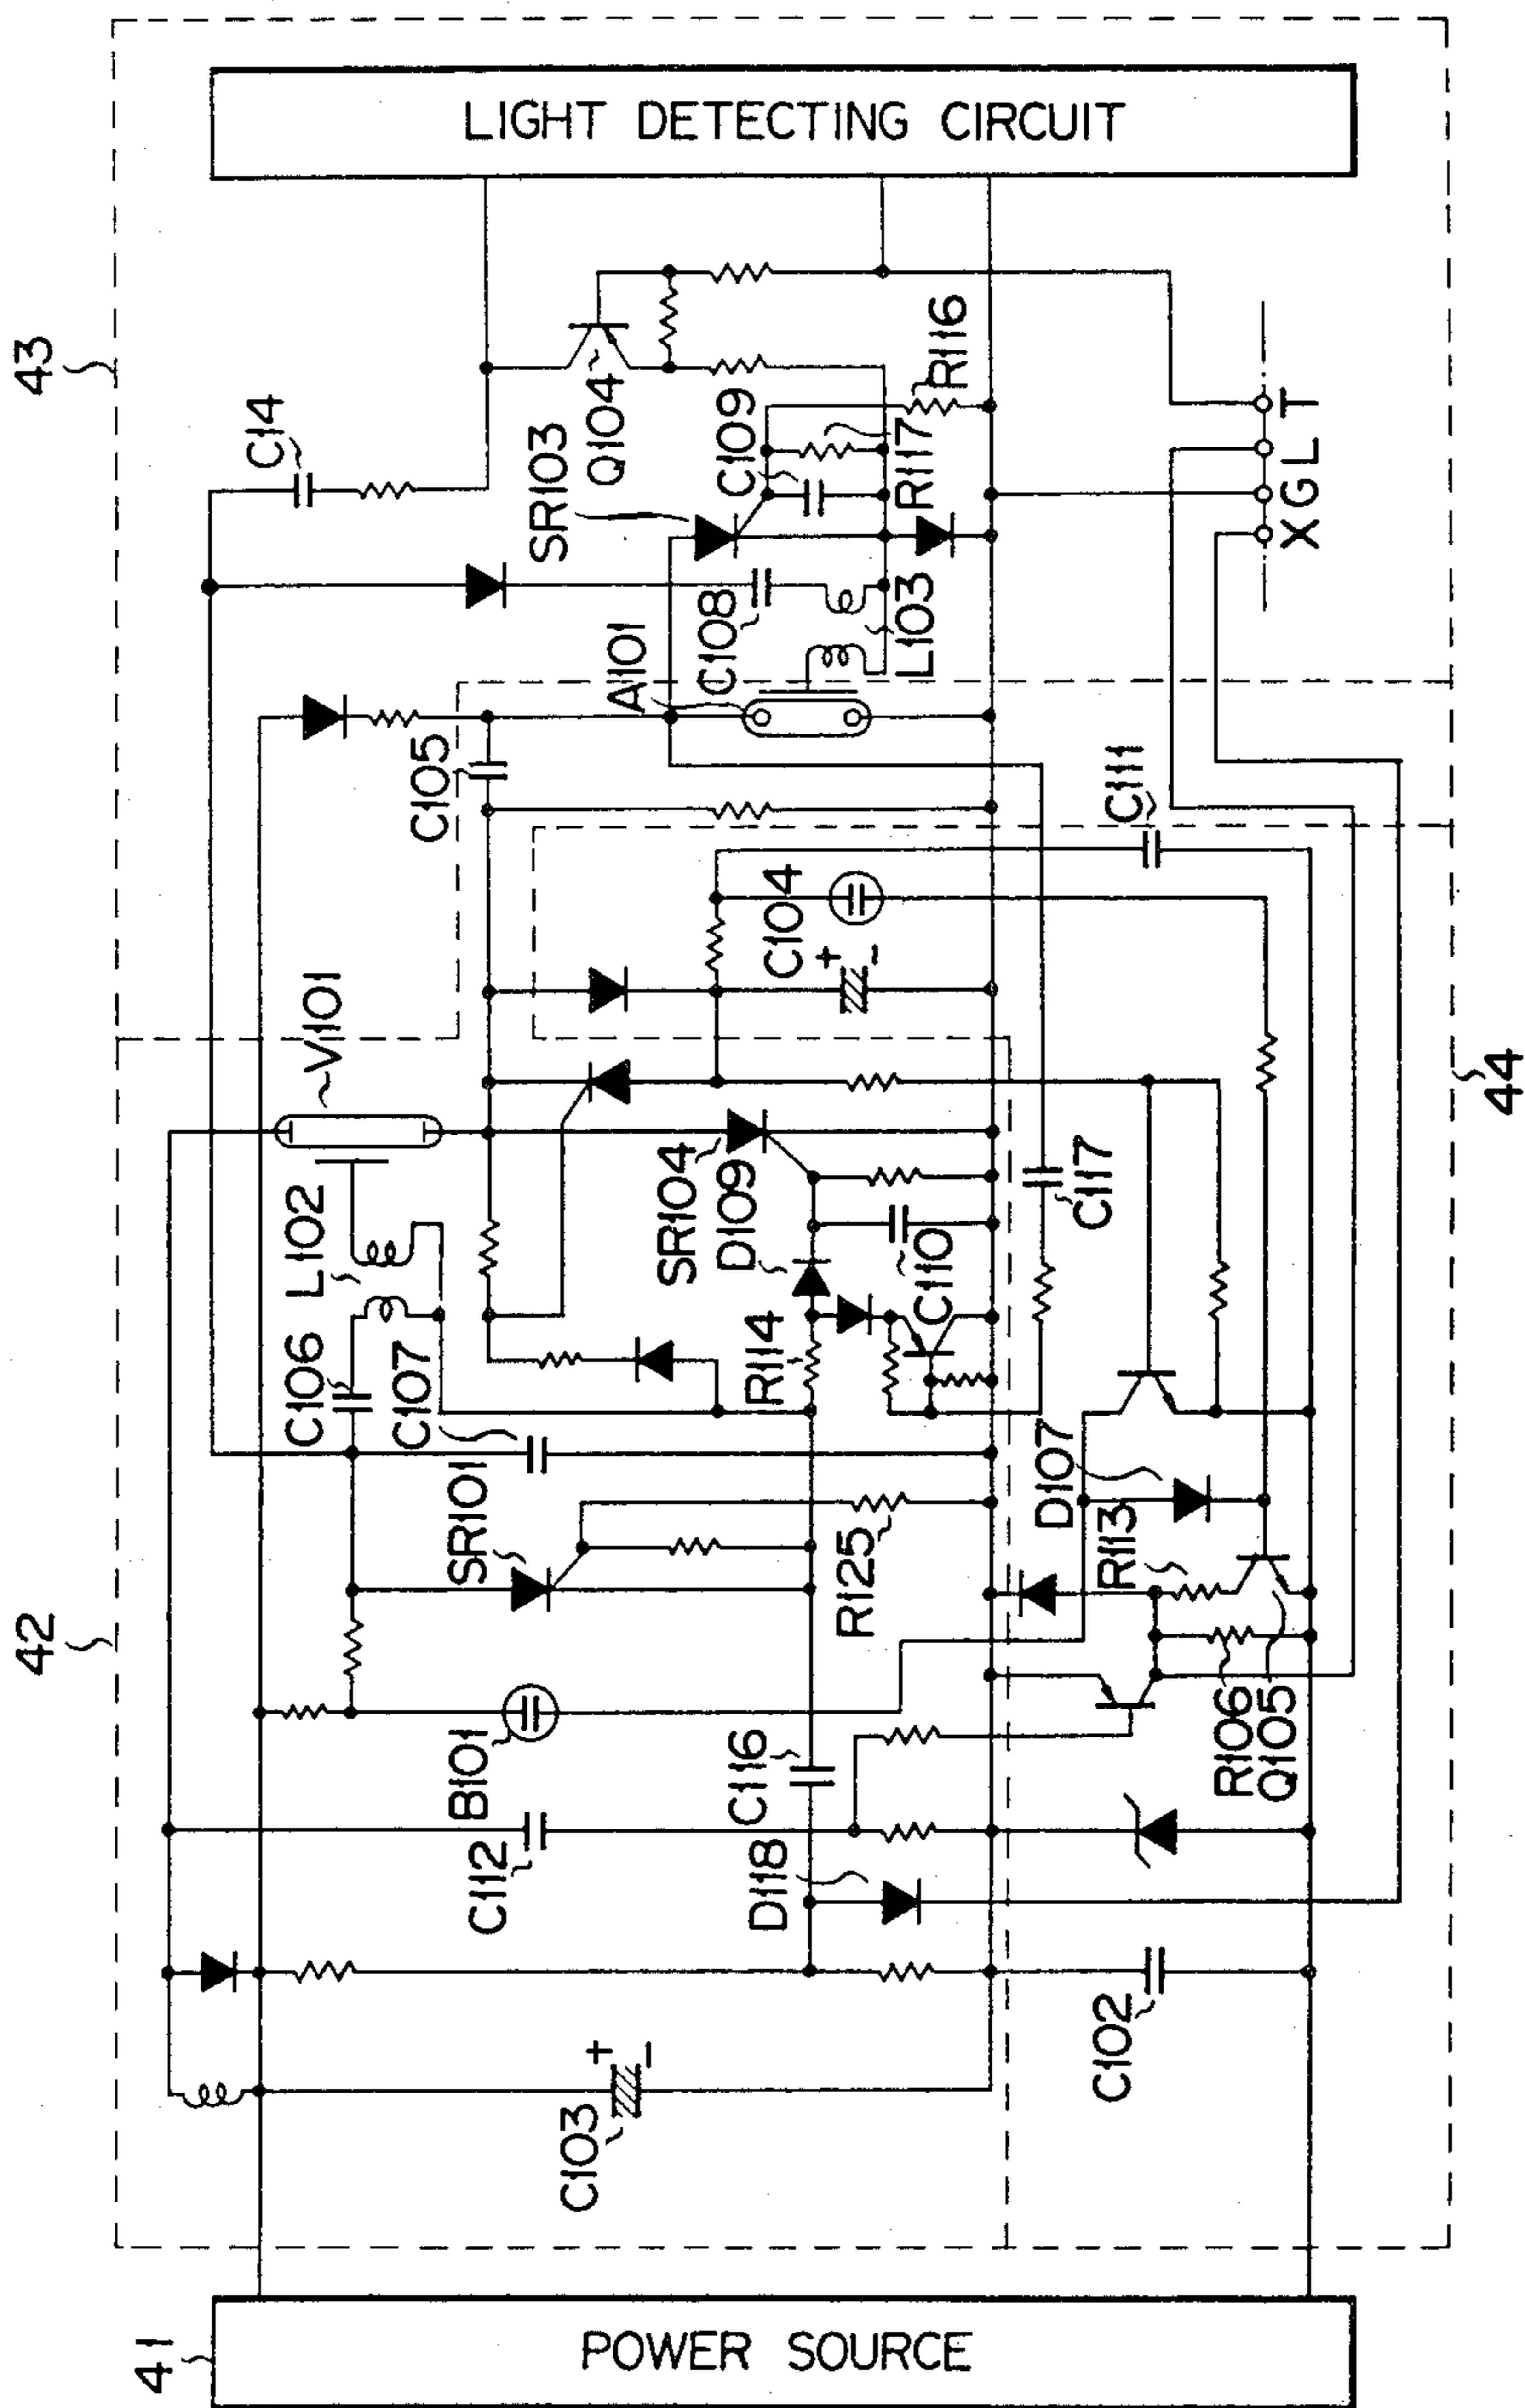 43
LIGHT DETECTING CIRCUIT
C14
SR103
Q104
C109
R117
R116
A101
C108
L103
T
L
G
X
C105
C111
C104
+
-
V101
L102
SR104
D109
C110
C117
44
C106
C107
R114
42
SR101
R125
D107
R113
B101
C116
R106
Q105
C112
D118
C103
+
-
C102
41
POWER SOURCE